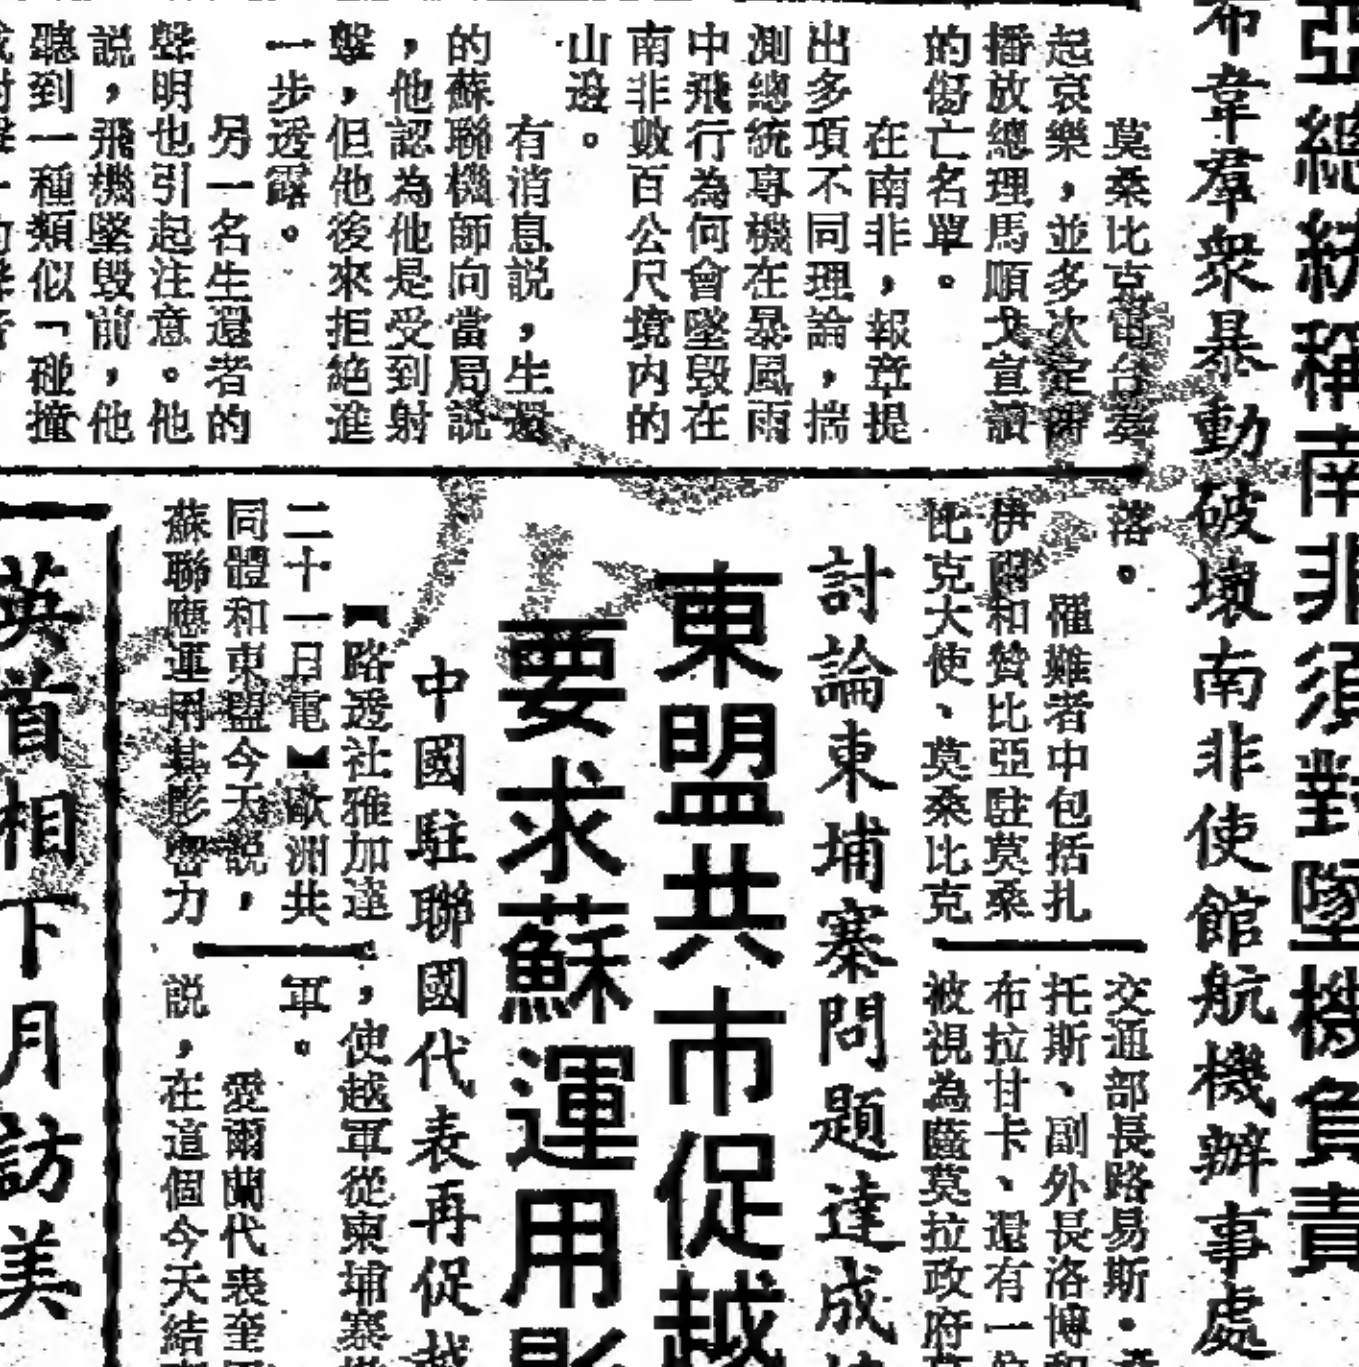 亞總統稱南非須對墜機負責
布韋羣衆暴動破壞南非使館航機辦事處
莫桑比克電台奏
起哀樂，並多次定時
播放總理馬順戈宣讀
的傷亡名單。
在南非，報章提
出多項不同理論，揣
測總統專機在暴風雨
中飛行為何會墜毀在
南非數百公尺境內的
山邊。
有消息説，生還
的蘇聯機師向當局説
，他認為他是受到射
擊，但他後來拒絕進
一步透露。
另一名生還者的
聲明也引起注意。他
説，飛機墜毀前，他
聽到一種類似「碰撞
落。
罹難者中包括扎
伊爾和贊比亞駐莫桑
比克大使、莫桑比克
交通部長路易斯·
托斯、副外長洛博和
布拉甘卡、還有一位
被視為薩莫拉政府
討論東埔寨問題達成
東盟共市促越
要求蘇運用影
中國駐聯國代表再促越
【路透社雅加達
二十一日電】歐洲共
同體和東盟今天説，
蘇聯應運用其影響力
，使越軍從柬埔寨撤
軍。
愛爾蘭代表奎
説，在這個今天結
英首相下月訪美